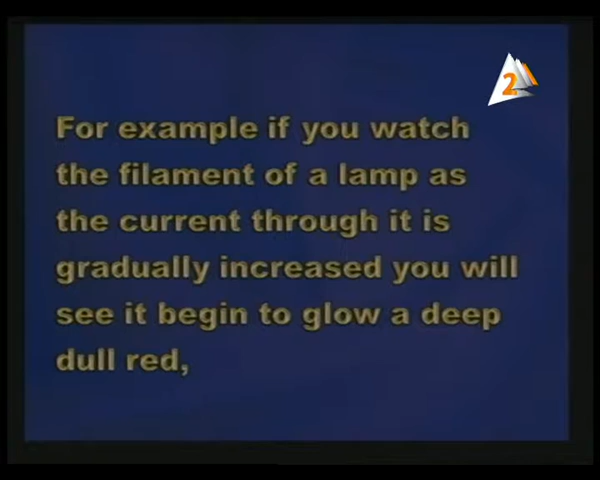 2
For example if you watch
the filament of a lamp as
the current through it is
gradually increased you will
see it begin to glow a deep
dull red,